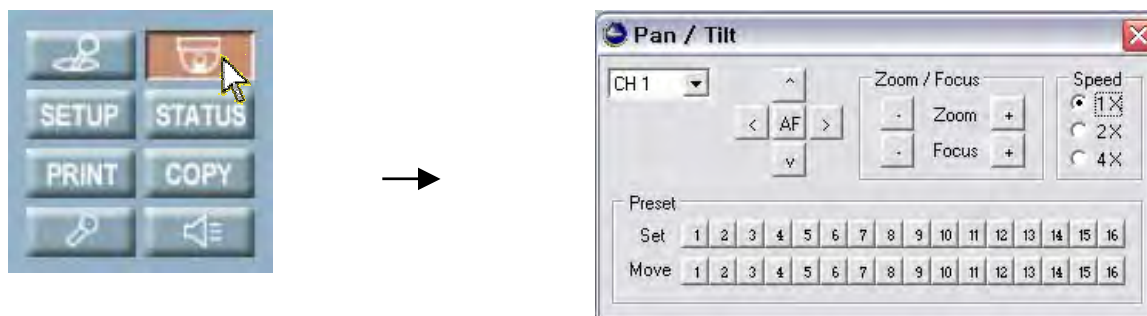 SETUP STATUS
PRINT COPY
Pan / Tilt
CH 1
^
< AF >
v
Zoom / Focus
- Zoom +
- Focus +
Speed
1X
2X
4X
Preset
Set 1 2 3 4 5 6 7 8 9 10 11 12 13 14 15 16
Move 1 2 3 4 5 6 7 8 9 10 11 12 13 14 15 16